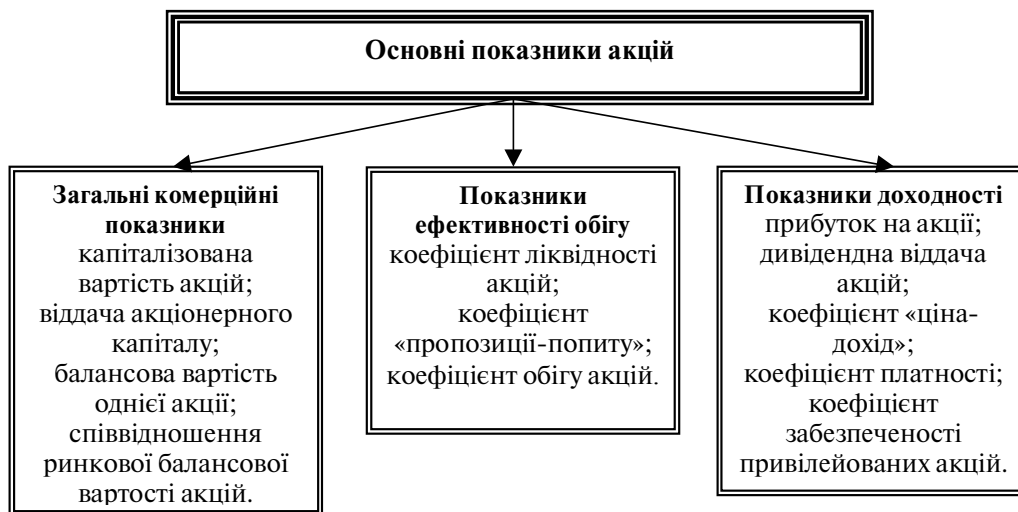 Основні показники акцій
Загальні комерційні
показники
капіталізована
вартість акцій;
віддача акціонерного
капіталу;
балансова вартість
однієї акції;
співвідношення
ринкової балансової
вартості акцій.
Показники
ефективності обігу
коефіцієнт ліквідності
акцій;
коефіцієнт
«пропозиції-попиту»;
коефіцієнт обігу акцій.
Показники доходності
прибуток на акції;
дивідендна віддача
акцій;
коефіцієнт «ціна-
дохід»;
коефіцієнт платності;
коефіцієнт
забезпеченості
привілейованих акцій.